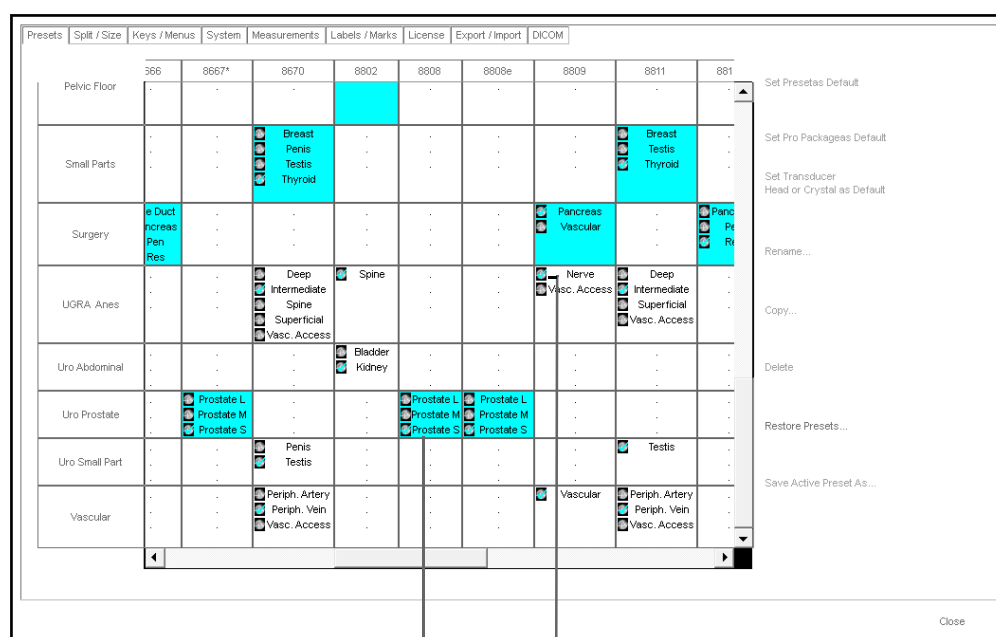 Presets Split / Size Keys / Menus System Measurements Labels / Marks License Export / Import DICOM
666 8667* 8670 8802 8808 8808e 8809 8811 881
Pelvic Floor
Small Parts
Breast
Penis
Testis
Thyroid
Breast
Testis
Thyroid
Surgery
e Duct
ncreas
Pen
Res
Pancreas
Vascular
Panc
Pe
Re
UGRA Anes
Deep
Intermediate
Spine
Superficial
Vasc. Access
Spine
Nerve
Vasc. Access
Deep
Intermediate
Superficial
Vasc. Access
Uro Abdominal
Bladder
Kidney
Uro Prostate
Prostate L
Prostate M
Prostate S
Prostate L
Prostate M
Prostate S
Prostate L
Prostate M
Prostate S
Uro Small Part
Penis
Testis
Testis
Vascular
Periph. Artery
Periph. Vein
Vasc. Access
Vascular
Periph. Artery
Periph. Vein
Vasc. Access
Set Presetas Default
Set Pro Packageas Default
Set Transducer
Head or Crystal as Default
Rename...
Copy...
Delete
Restore Presets...
Save Active Preset As...
Close